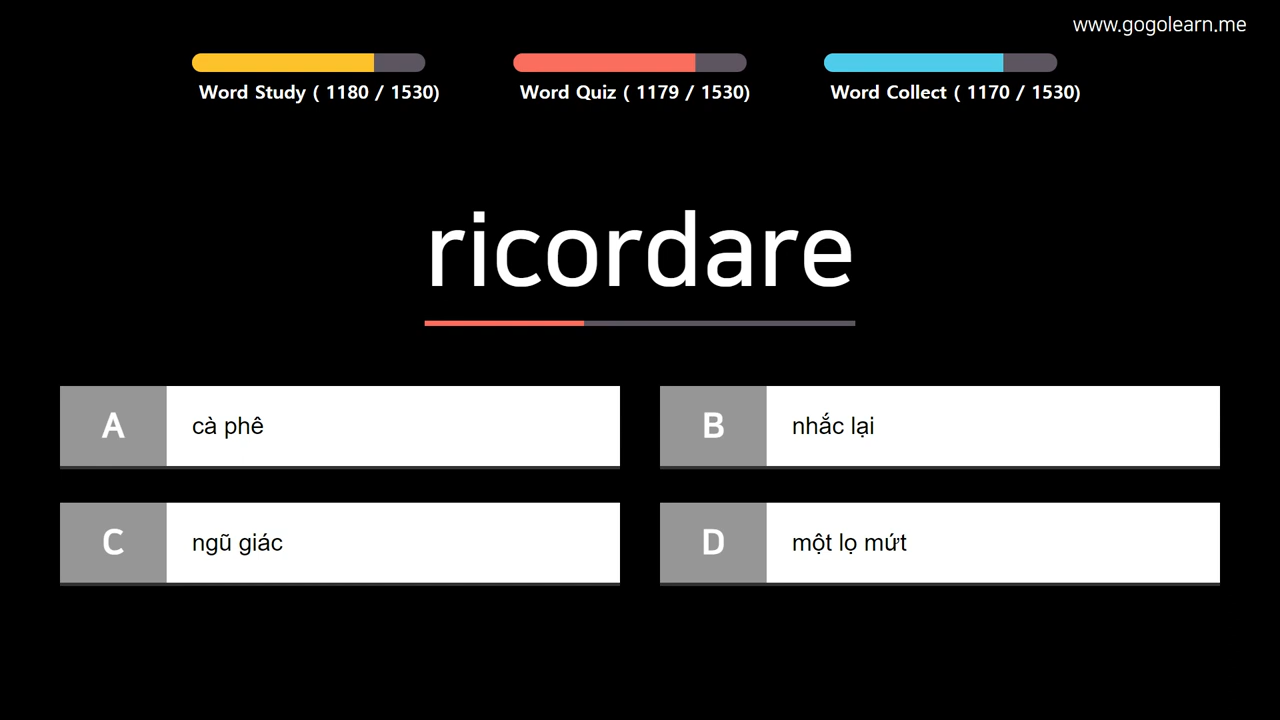 www.gogolearn.me
Word Study ( 1180 / 1530)
Word Quiz ( 1179 / 1530)
Word Collect ( 1170 / 1530)
ricordare
A cà phê
B nhắc lại
C ngũ giác
D một lọ mứt